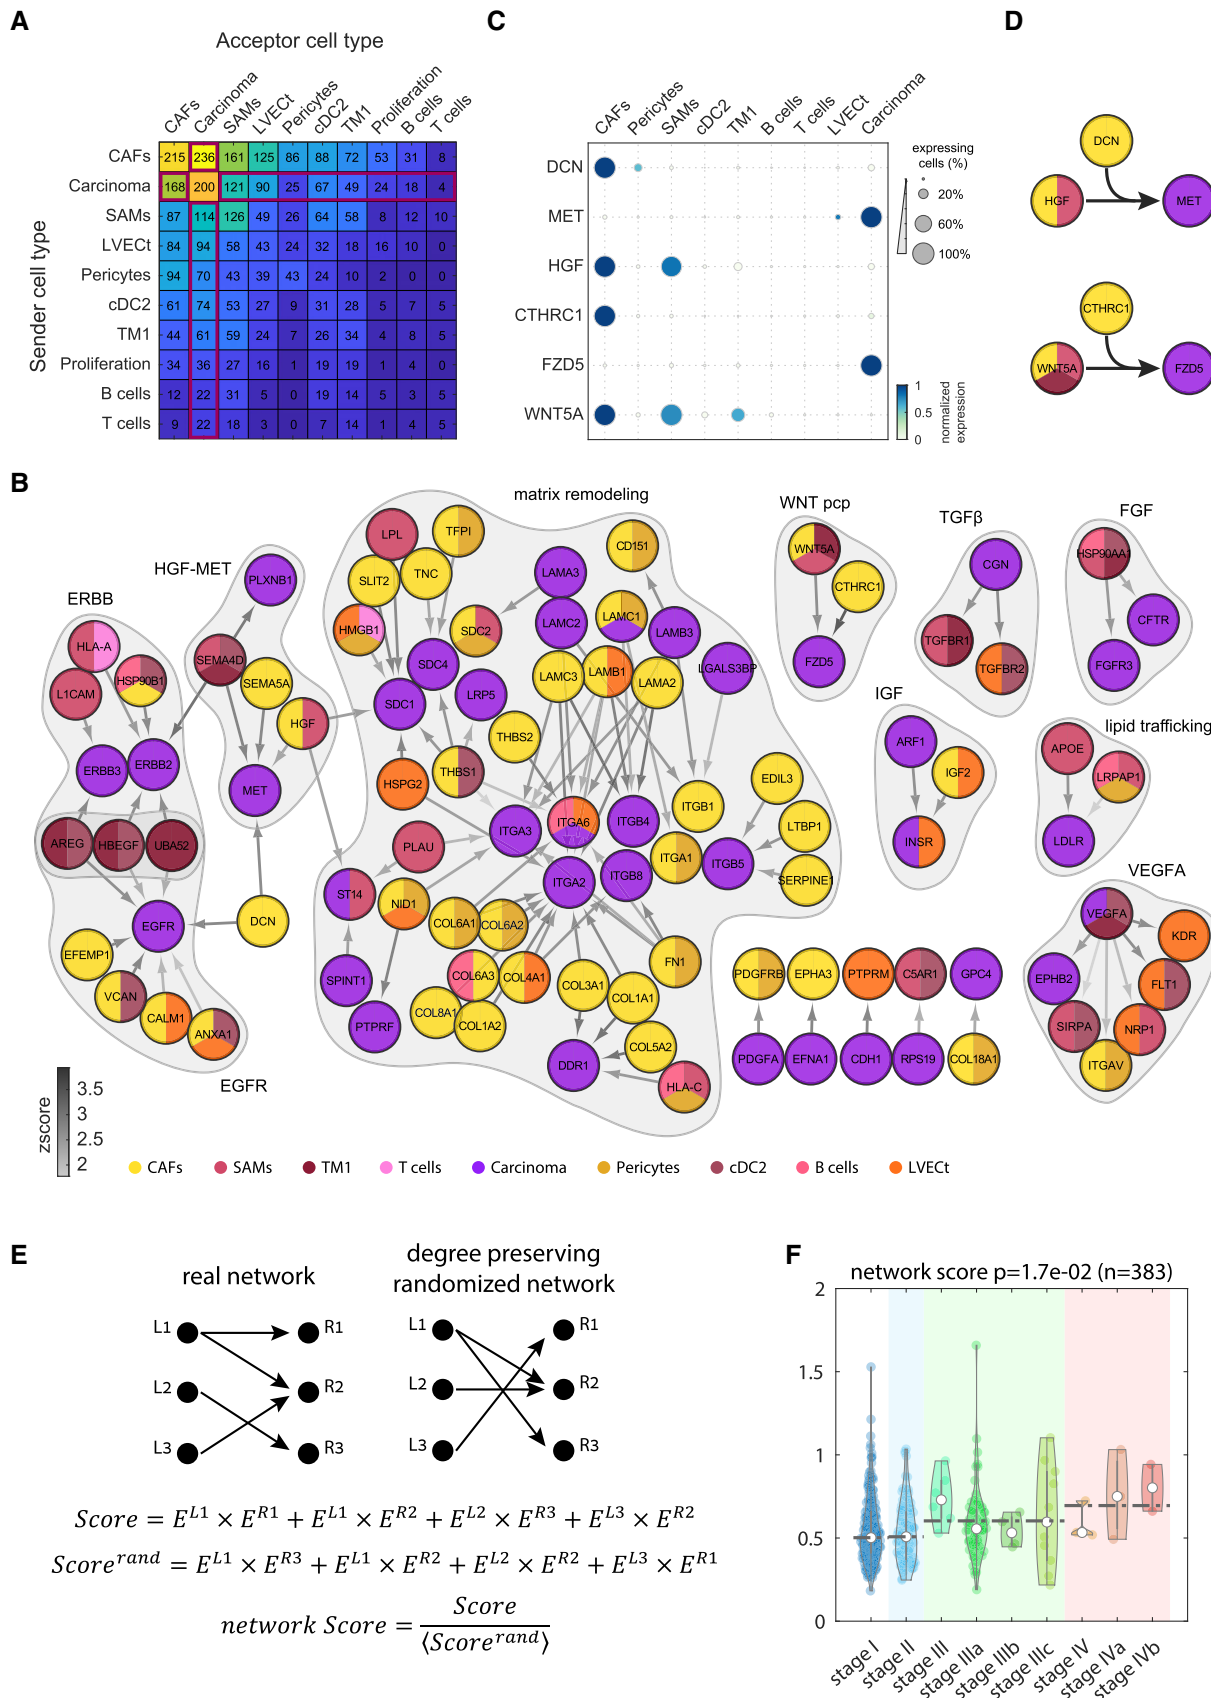 A
Acceptor cell type
CAFs
Carcinoma
SAMs
LVECt
Pericytes
cDC2
TM1
Proliferation
B cells
T cells
Sender cell type
CAFs 215 236 161 125 86 88 72 53 31 8
Carcinoma 168 200 121 90 25 67 49 24 18 4
SAMs 87 114 126 49 26 64 58 8 12 10
LVECt 84 94 58 43 24 32 18 16 10 0
Pericytes 94 70 43 39 43 24 10 2 0 0
cDC2 61 74 53 27 9 31 28 5 7 5
TM1 44 61 59 24 7 26 34 4 8 5
Proliferation 34 36 27 16 1 19 19 1 4 0
B cells 12 22 31 5 0 19 14 5 3 5
T cells 9 22 18 3 0 7 14 1 4 5
C
CAFs
Pericytes
SAMs
cDC2
TM1
B cells
T cells
LVECt
Carcinoma
DCN
MET
HGF
CTHRC1
FZD5
WNT5A
expressing
cells (%)
20%
60%
100%
1
0.5
0
normalized
expression
D
DCN
HGF
MET
CTHRC1
WNT5A
FZD5
B
HGF-MET
PLXNB1
SEMA4D
SEMA5A
HGF
MET
DCN
ERBB
HLA-A
L1CAM
HSP90B1
ERBB3
ERBB2
AREG
HBEGF
UBA52
EGFR
EFEMP1
VCAN
CALM1
ANXA1
EGFR
matrix remodeling
LPL
TFPI
SLIT2
TNC
HMGB1
SDC2
SDC4
SDC1
LRP5
LAMA3
CD151
LAMC2
LAMC1
LAMB3
LAMC3
LAMB1
LAMA2
LGALS3BP
THBS2
HSPG2
THBS1
ITGA3
ITGA6
ITGB4
ITGB1
EDIL3
LTBP1
PLAU
ITGA1
ITGB5
ITGA2
ITGB8
SERPINE1
ST14
NID1
COL6A1
COL6A2
FN1
SPINT1
COL6A3
COL4A1
COL3A1
COL1A1
COL8A1
COL1A2
PTPRF
COL5A2
DDR1
HLA-C
WNT pcp
WNT5A
CTHRC1
FZD5
TGFβ
CGN
TGFBR1
TGFBR2
FGF
HSP90AA1
CFTR
FGFR3
IGF
ARF1
IGF2
INSR
lipid trafficking
APOE
LRPAP1
LDLR
VEGFA
VEGFA
KDR
EPHB2
FLT1
SIRPA
NRP1
ITGAV
PDGFRB
EPHA3
PTPRM
C5AR1
GPC4
PDGFA
EFNA1
CDH1
RPS19
COL18A1
zscore
3.5
3
2.5
2
CAFs SAMs TM1 T cells Carcinoma Pericytes cDC2 B cells LVECt
E
real network
degree preserving
randomized network
L1 R1
L2 R2
L3 R3
L1 R1
L2 R2
L3 R3
Score = E^{L1} × E^{R1} + E^{L1} × E^{R2} + E^{L2} × E^{R3} + E^{L3} × E^{R2}
Score^{rand} = E^{L1} × E^{R3} + E^{L1} × E^{R2} + E^{L2} × E^{R2} + E^{L3} × E^{R1}
network Score = Score / ⟨Score^{rand}⟩
F
network score p=1.7e-02 (n=383)
2
1.5
1
0.5
0
stage I
stage II
stage III
stage IIIa
stage IIIb
stage IIIc
stage IV
stage IVa
stage IVb